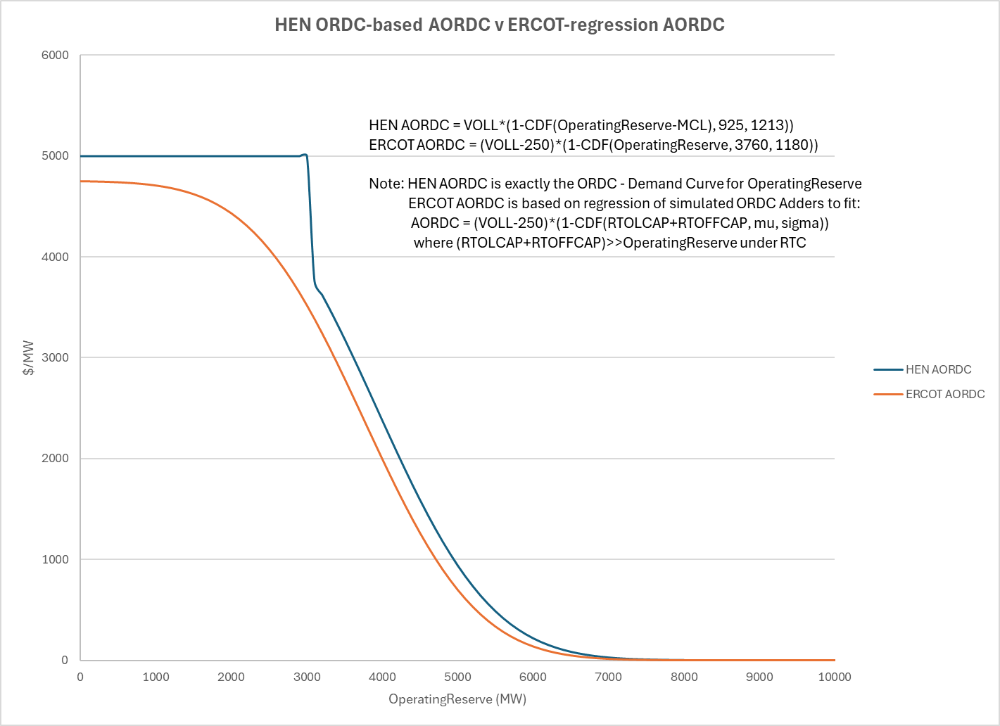 HEN ORDC-based AORDC v ERCOT-regression AORDC
6000
5000
4000
3000
2000
1000
0
$/MW
HEN AORDC = VOLL*(1-CDF(OperatingReserve-MCL), 925, 1213))
ERCOT AORDC = (VOLL-250)*(1-CDF(OperatingReserve, 3760, 1180))
Note: HEN AORDC is exactly the ORDC - Demand Curve for OperatingReserve
ERCOT AORDC is based on regression of simulated ORDC Adders to fit:
AORDC = (VOLL-250)*(1-CDF(RTOLCAP+RTOFFCAP, mu, sigma))
where (RTOLCAP+RTOFFCAP)>>OperatingReserve under RTC
HEN AORDC
ERCOT AORDC
0 1000 2000 3000 4000 5000 6000 7000 8000 9000 10000
OperatingReserve (MW)